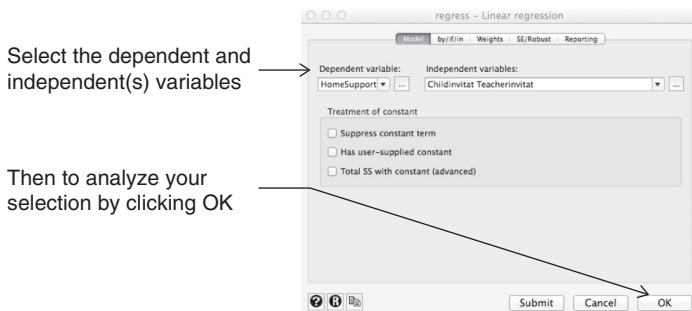 regress – Linear regression
Model by/if/in Weights SE/Robust Reporting
Select the dependent and
independent(s) variables
Dependent variable: Independent variables:
HomeSupport ... Childinvitat Teacherinvitat ...
Treatment of constant
Suppress constant term
Has user-supplied constant
Total SS with constant (advanced)
Then to analyze your
selection by clicking OK
? R Submit Cancel OK